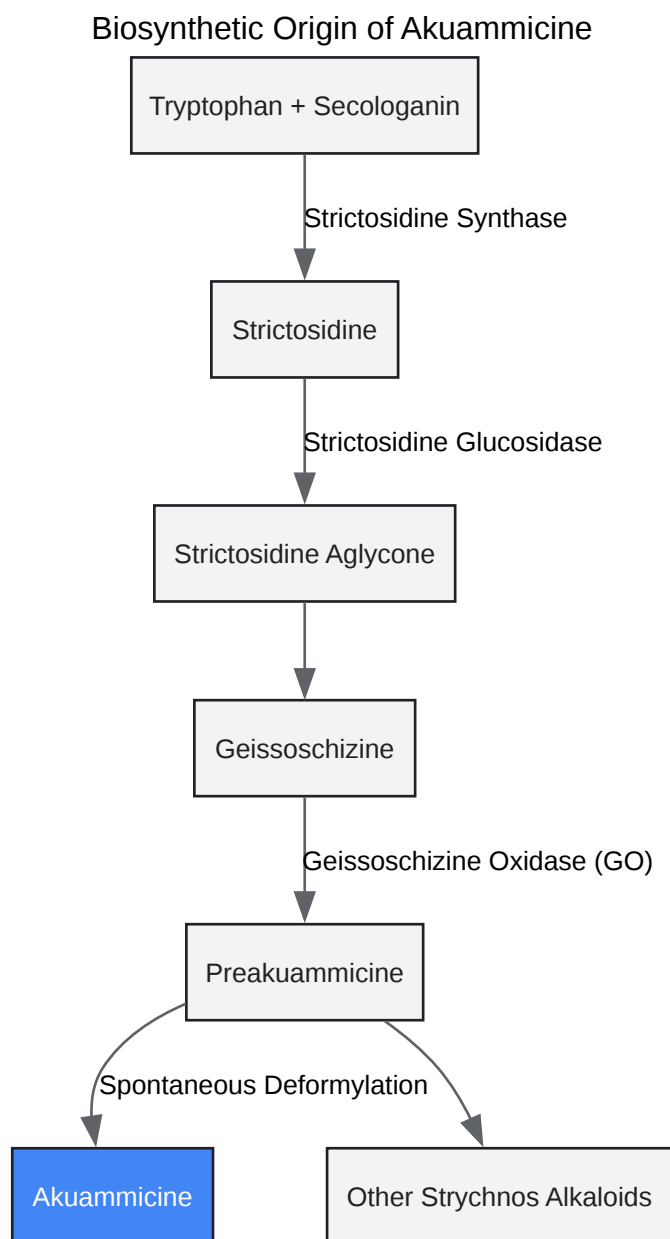 Biosynthetic Origin of Akuammicine
Tryptophan + Secologanin
Strictosidine Synthase
Strictosidine
Strictosidine Glucosidase
Strictosidine Aglycone
Geissoschizine
Geissoschizine Oxidase (GO)
Preakuammicine
Spontaneous Deformylation
Akuammicine
Other Strychnos Alkaloids